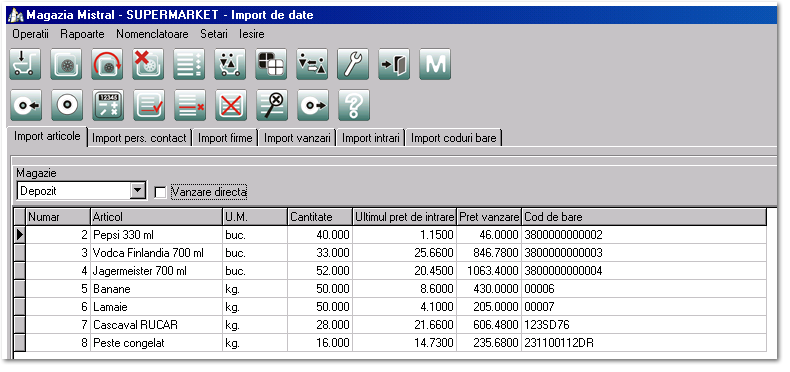 Magazia Mistral - SUPERMARKET - Import de date
Operatii Rapoarte Nomenclatoare Setari Iesire
M
12345
Import articole Import pers. contact Import firme Import vanzari Import intrari Import coduri bare
Magazie
Depozit Vanzare directa
Numar Articol U.M. Cantitate Ultimul pret de intrare Pret vanzare Cod de bare
2 Pepsi 330 ml buc. 40.000 1.1500 46.0000 3800000000002
3 Vodca Finlandia 700 ml buc. 33.000 25.6600 846.7800 3800000000003
4 Jagermeister 700 ml buc. 52.000 20.4500 1063.4000 3800000000004
5 Banane kg. 50.000 8.6000 430.0000 00006
6 Lamaie kg. 50.000 4.1000 205.0000 00007
7 Cascaval RUCAR kg. 28.000 21.6600 606.4800 123SD76
8 Peste congelat kg. 16.000 14.7300 235.6800 231100112DR